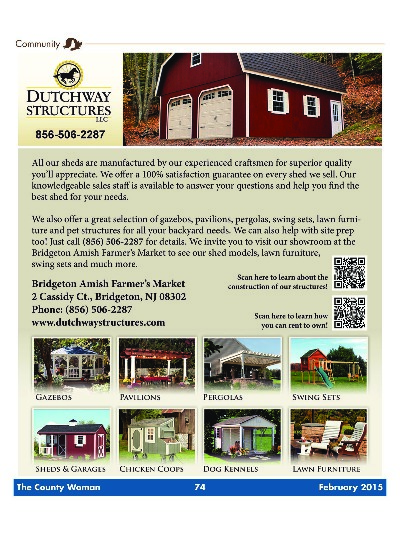 Community
DUTCHWAY
STRUCTURES
LLC
856-506-2287
All our sheds are manufactured by our experienced craftsmen for superior quality
you'll appreciate. We offer a 100% satisfaction guarantee on every shed we sell. Our
knowledgeable sales staff is available to answer your questions and help you find the
best shed for your needs.
We also offer a great selection of gazebos, pavilions, pergolas, swing sets, lawn furni-
ture and pet structures for all your backyard needs. We can also help with site prep
too! Just call (856) 506-2287 for details. We invite you to visit our showroom at the
Bridgeton Amish Farmer's Market to see our shed models, lawn furniture,
swing sets and much more.
Bridgeton Amish Farmer's Market
2 Cassidy Ct., Bridgeton, NJ 08302
Phone: (856) 506-2287
www.dutchwaystructures.com
Scan here to learn about the
construction of our structures!
Scan here to learn how
you can rent to own!
GAZEBOS
PAVILIONS
PERGOLAS
SWING SETS
SHEDS & GARAGES
CHICKEN COOPS
DOG KENNELS
LAWN FURNITURE
The County Woman
74
February 2015